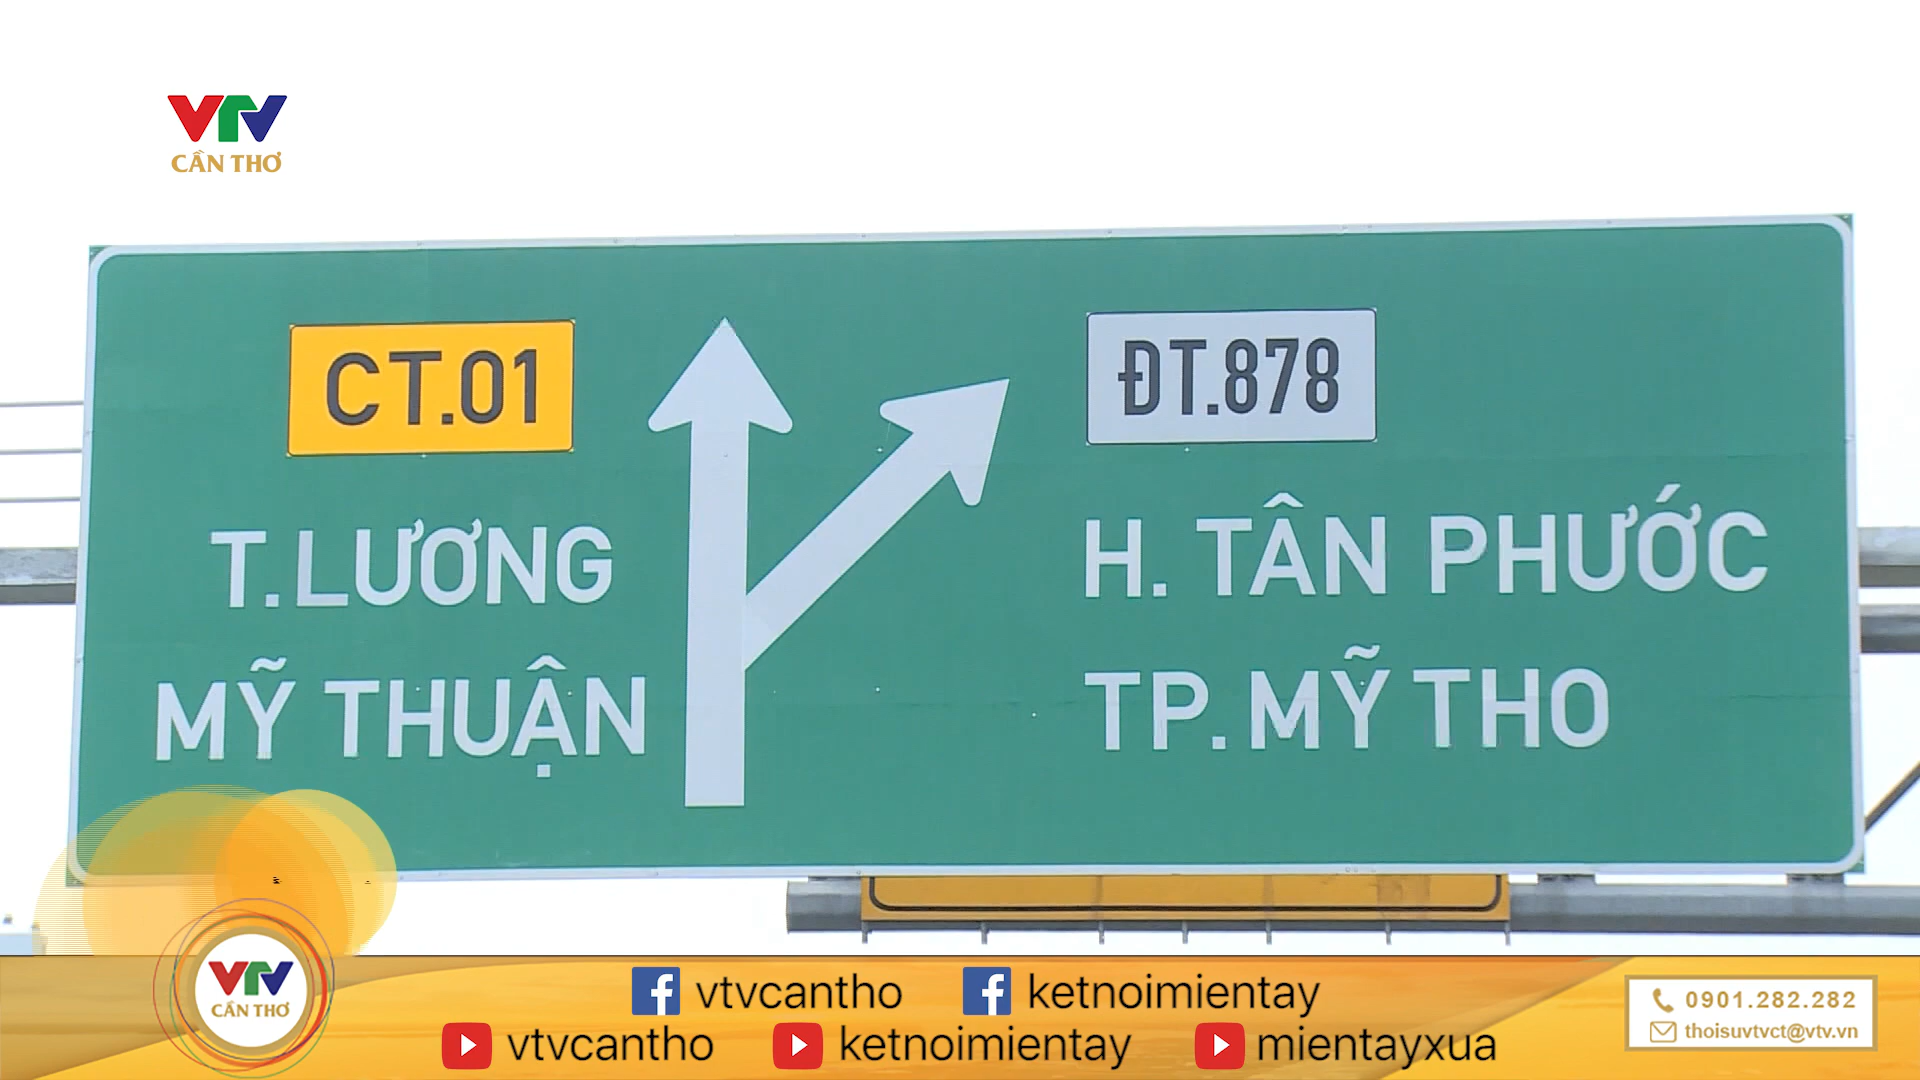 VTV
CẦN THƠ
CT.01
T.LƯƠNG
MỸ THUẬN
ĐT.878
H. TÂN PHƯỚC
TP.MỸ THO
VTV
CẦN THƠ
vtvcantho
ketnoimientay
vtvcantho
ketnoimientay
mientayxua
0901.282.282
thoisuvtvct@vtv.vn